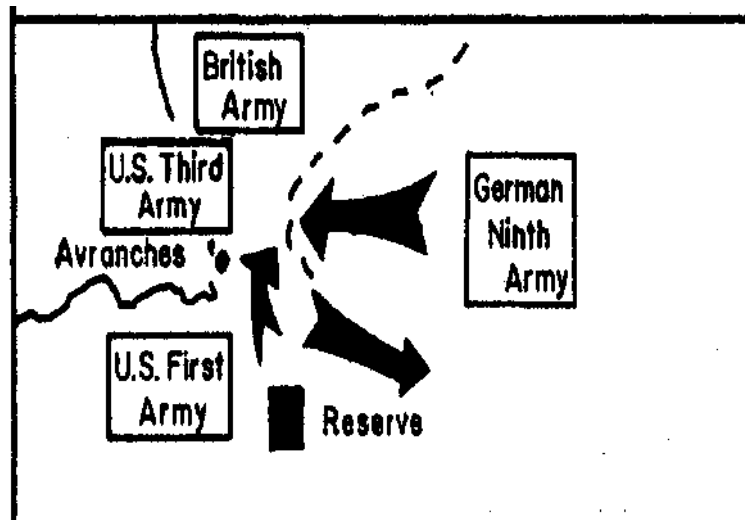 British
Army
U.S. Third
Army
Avranches
German
Ninth
Army
U.S. First
Army
Reserve